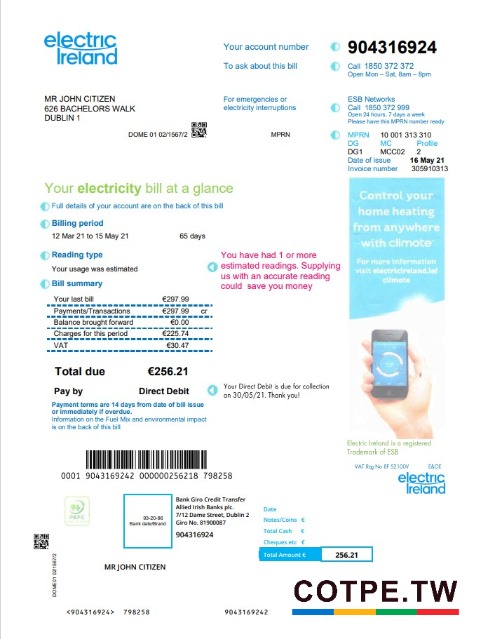 electric
Ireland
Your account number 904316924
To ask about this bill Call 1850 372 372
Open Mon – Sat, 8am – 8pm
MR JOHN CITIZEN
626 BACHELORS WALK
DUBLIN 1
For emergencies or
electricity interruptions
ESB Networks
Call 1850 372 999
Open 24 hours, 7 days a week
Please have this MPRN number ready
DOME 01 02/1567/2
MPRN
MPRN 10 001 313 310
DG MC Profile
DG1 MCC02 2
Date of issue 16 May 21
Invoice number 305910313
Your electricity bill at a glance
Full details of your account are on the back of this bill
Billing period
12 Mar 21 to 15 May 21 65 days
Reading type
Your usage was estimated
You have had 1 or more
estimated readings. Supplying
us with an accurate reading
could save you money
Bill summary
Your last bill €297.99
Payments/Transactions €297.99 cr
Balance brought forward €0.00
Charges for this period €225.74
VAT €30.47
Total due €256.21
Pay by Direct Debit
Your Direct Debit is due for collection
on 30/05/21. Thank you!
Payment terms are 14 days from date of bill issue
or immediately if overdue.
Information on the Fuel Mix and environmental impact
is on the back of this bill
Control your
home heating
from anywhere
with climote
For more information
visit electricireland.ie/
climote
Electric Ireland is a registered
Trademark of ESB
VAT Reg No IEF 52100V E&OE
electric
Ireland
0001 9043169242 000000256218 798258
93-20-86
Bank date/Brand
Bank Giro Credit Transfer
Allied Irish Banks plc.
7/12 Dame Street, Dublin 2
Giro No. 81900087
904316924
Date
Notes/Coins €
Total Cash €
Cheques etc €
Total Amount € 256.21
MR JOHN CITIZEN
DOME 01 02/1567/2
<904316924> 798258 9043169242
COTPE.TW